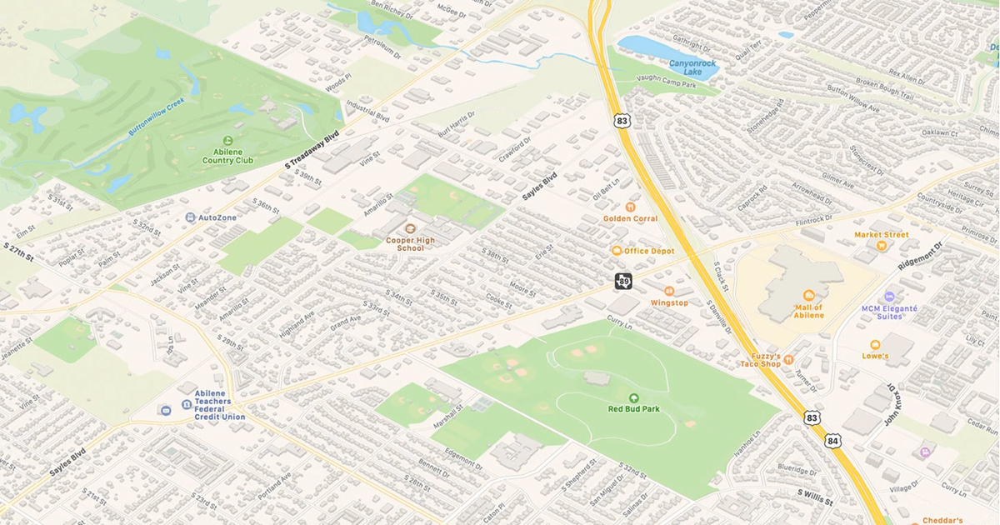 Ben Richey Dr
McGee Dr
Petroleum Dr
Woods Pl
Industrial Blvd
Buttonwillow Creek
Abilene
Country Club
S Treadaway Blvd
Burl Harris Dr
Crawford Dr
Vine St
S 39th St
Sayles Blvd
Oil Belt Ln
Gathright Dr
Quail Terf
Peppermin
Canyonrock
Lake
Vaughn Camp Park
Rex Allen Dr
Broken Bough Trail
Button Willow Ave
Stonehedge Rd
Oaklawn Ct
Chimn
Stonecrest Dr
Gilmer Ave
Arrowhead Dr
Caprock Rd
Surrey Sq
Heritage Cir
Countryside Dr
Primrose Dr
Flintrock Dr
83
S 31st St
S 36th St
Amarillo St
AutoZone
Elm St
S 32nd St
S 27th St
Poplar St
Palm St
Cooper High
School
Golden Corral
Office Depot
89
Wingstop
S Clack St
S Danville Dr
Market Street
Ridgemont Dr
Mall of
Abilene
MCM Eleganté
Suites
S 38th St
Erie St
Moore St
Cooke St
S 35th St
S 34th St
S 33rd St
Jackson St
Vine St
Meander St
Amarillo St
Highland Ave
Grand Ave
S 29th St
Ida Ln
Jeanette St
Vine St
Curry Ln
Fuzzy's
Taco Shop
Turner Dr
Lowe's
Lily Ct
Paint
John Knox Dr
Cedar Run
Abilene
Teachers
Federal
Credit Union
Red Bud Park
Marshall St
Edgemont Dr
Bennett Dr
S 26th St
83
84
Ivanhoe Ln
Blueridge Dr
S Willis St
Village Dr
Curry Ln
Cheddar's
Sayles Blvd
S 21st St
S 23rd St
Portland Ave
Caton Pl
S Shepherd St
San Miguel Dr
Salinas Dr
S 32nd St